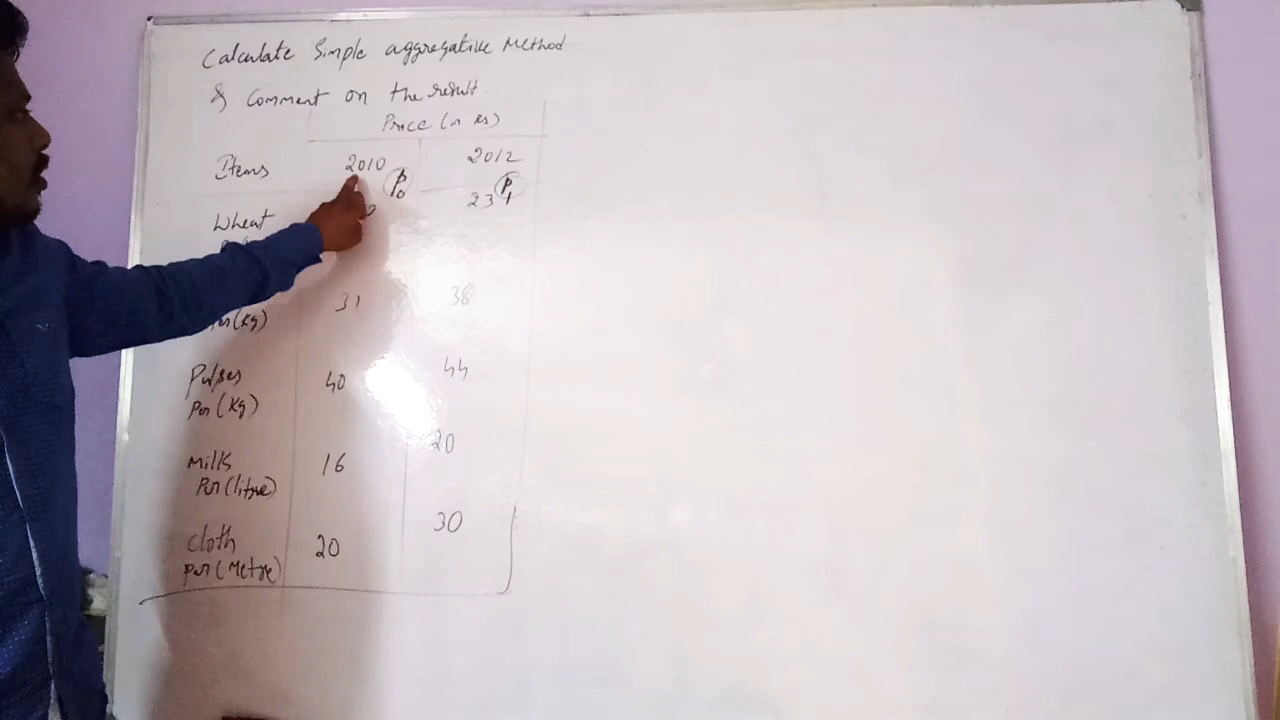 Calculate Simple aggregative Method
& Comment on the result.
Price (in Rs)
Items 2010 P0 2012 P1
Wheat 23
31 38
Per (Kg)
Pulses 40 44
Per (Kg)
Milk 16 20
Per (litre)
Cloth 20 30
Per (Metre)